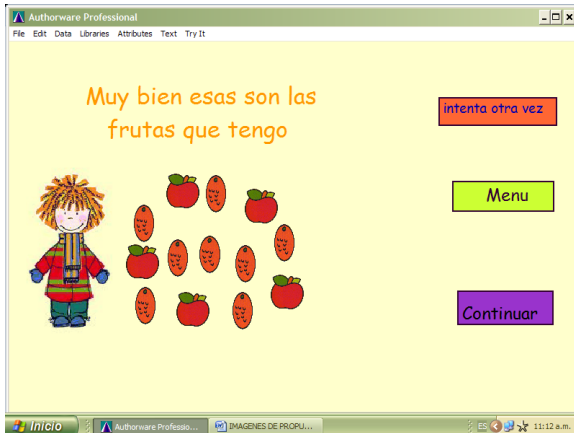 Authorware Professional
File Edit Data Libraries Attributes Text Try It
Muy bien esas son las
frutas que tengo
intenta otra vez
Menu
Continuar
Inicio
Authorware Professio...
IMAGENES DE PROPU...
ES
11:12 a.m.